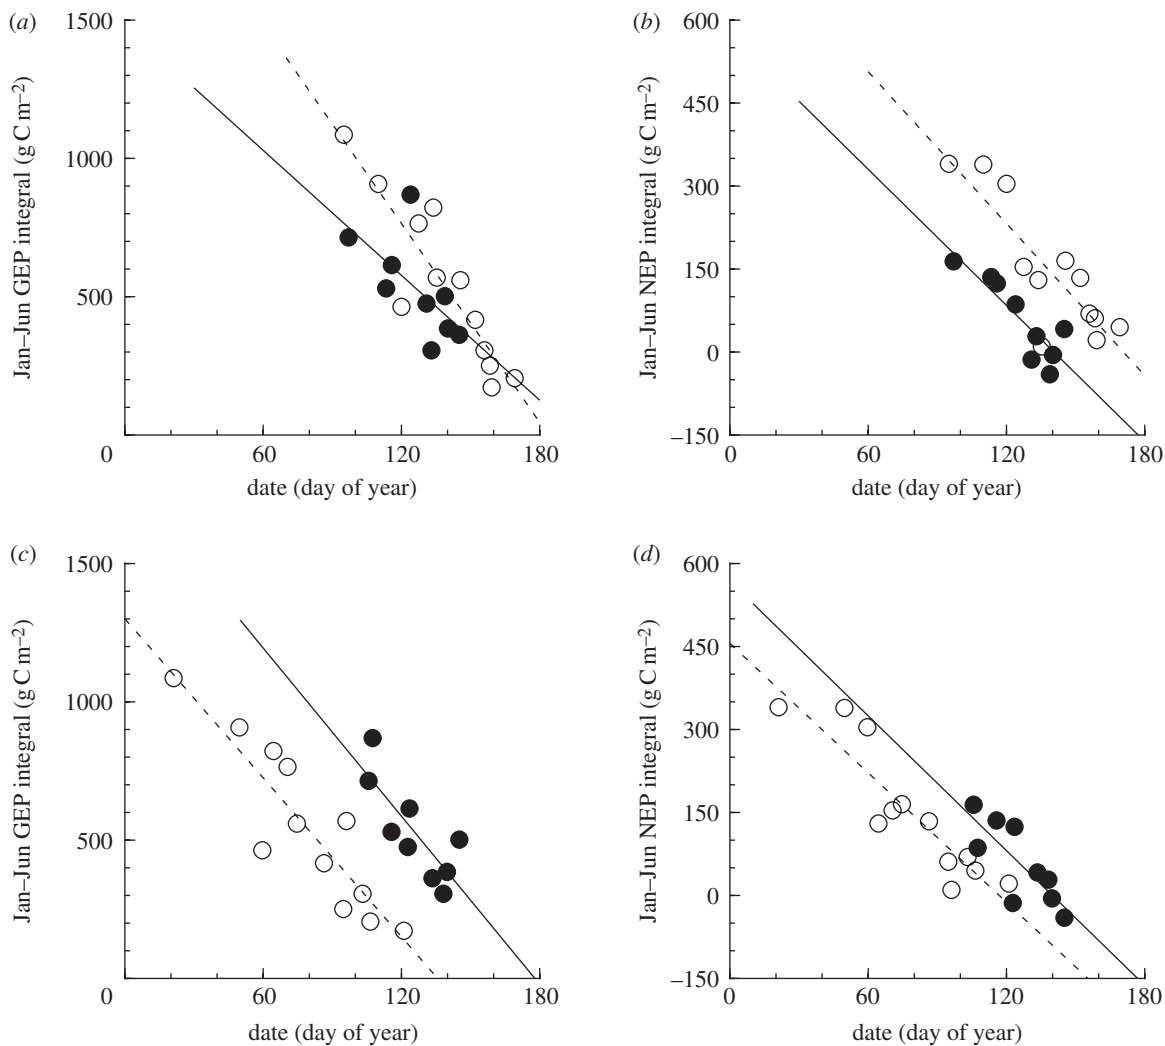 (a)
1500
1000
500
0
60
120
180
Jan–Jun GEP integral (g C m−2)
date (day of year)
(b)
600
450
300
150
0
−150
0
60
120
180
Jan–Jun NEP integral (g C m−2)
date (day of year)
(c)
1500
1000
500
0
60
120
180
Jan–Jun GEP integral (g C m−2)
date (day of year)
(d)
600
450
300
150
0
−150
0
60
120
180
Jan–Jun NEP integral (g C m−2)
date (day of year)